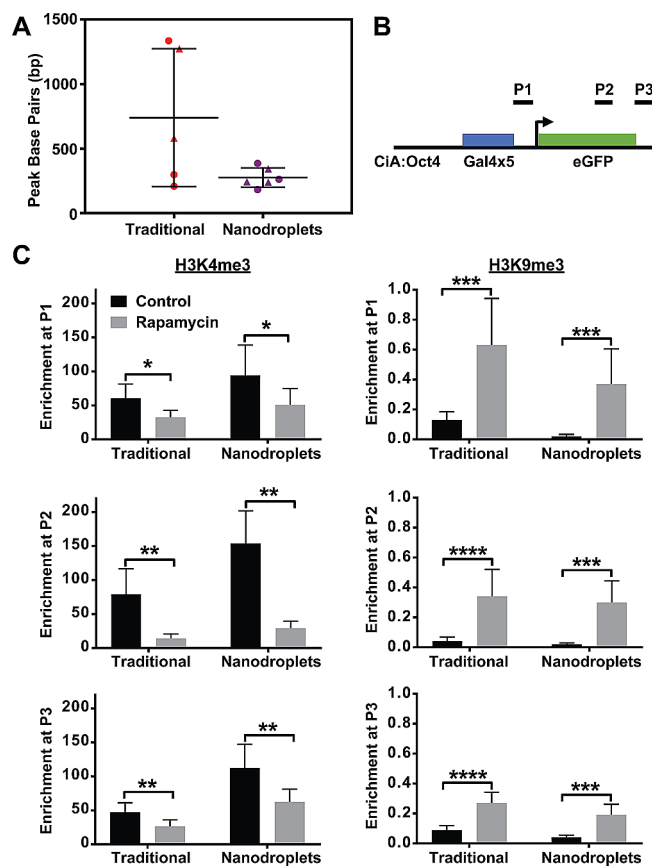 A
1500
1000
500
0
Peak Base Pairs (bp)
Traditional
Nanodroplets
B
P1
P2
P3
CiA:Oct4
Gal4x5
eGFP
C
H3K4me3
200
150
100
50
0
Enrichment at P1
Control
Rapamycin
*
*
Traditional
Nanodroplets
H3K9me3
1.0
0.8
0.6
0.4
0.2
0.0
Enrichment at P1
***
***
Traditional
Nanodroplets
200
150
100
50
0
Enrichment at P2
**
**
Traditional
Nanodroplets
1.0
0.8
0.6
0.4
0.2
0.0
Enrichment at P2
****
***
Traditional
Nanodroplets
200
150
100
50
0
Enrichment at P3
**
**
Traditional
Nanodroplets
1.0
0.8
0.6
0.4
0.2
0.0
Enrichment at P3
****
***
Traditional
Nanodroplets